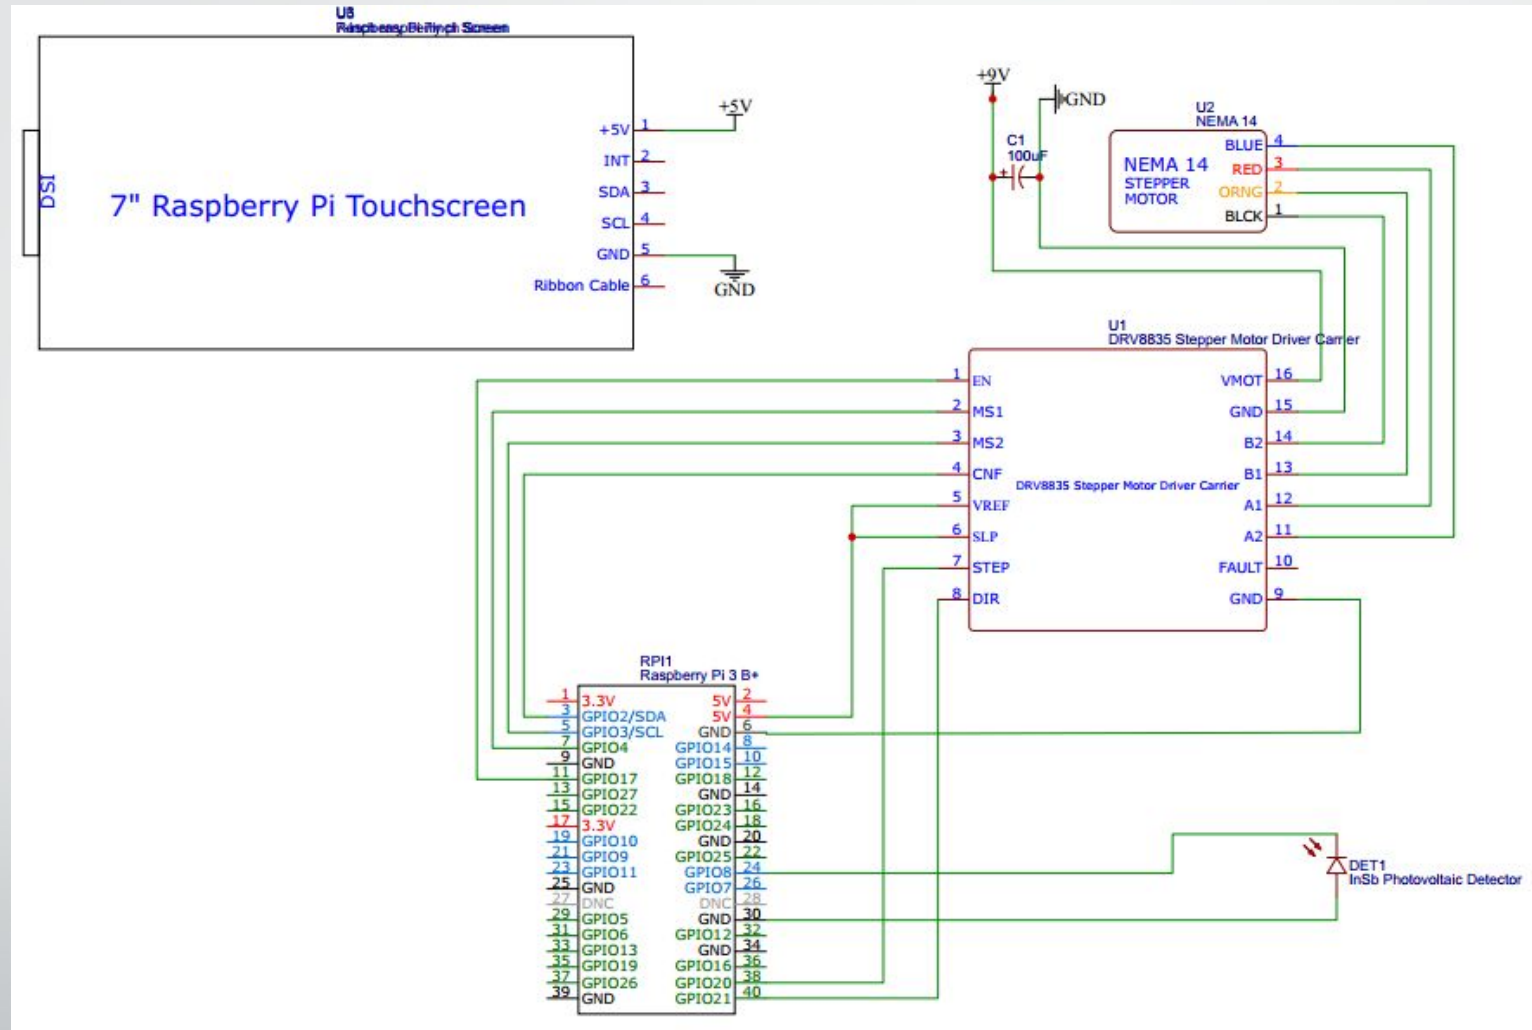 +5V 1
INT 2
SDA 3
SCL 4
GND 5
Ribbon Cable 6
DSI
7" Raspberry Pi Touchscreen
+5V
GND
+9V
GND
C1
100uF
+
U2
NEMA 14
NEMA 14
STEPPER
MOTOR
BLUE 4
RED 3
ORNG 2
BLCK 1
U1
DRV8835 Stepper Motor Driver Carrier
1 EN
2 MS1
3 MS2
4 CNF
5 VREF
6 SLP
7 STEP
8 DIR
DRV8835 Stepper Motor Driver Carrier
VMOT 16
GND 15
B2 14
B1 13
A1 12
A2 11
FAULT 10
GND 9
RPI1
Raspberry Pi 3 B+
1 3.3V 5V 2
3 GPIO2/SDA 5V 4
5 GPIO3/SCL GND 6
7 GPIO4 GPIO14 8
9 GND GPIO15 10
11 GPIO17 GPIO18 12
13 GPIO27 GND 14
15 GPIO22 GPIO23 16
17 3.3V GPIO24 18
19 GPIO10 GND 20
21 GPIO9 GPIO25 22
23 GPIO11 GPIO8 24
25 GND GPIO7 26
27 DNC DNC 28
29 GPIO5 GND 30
31 GPIO6 GPIO12 32
33 GPIO13 GND 34
35 GPIO19 GPIO16 36
37 GPIO26 GPIO20 38
39 GND GPIO21 40
DET1
InSb Photovoltaic Detector